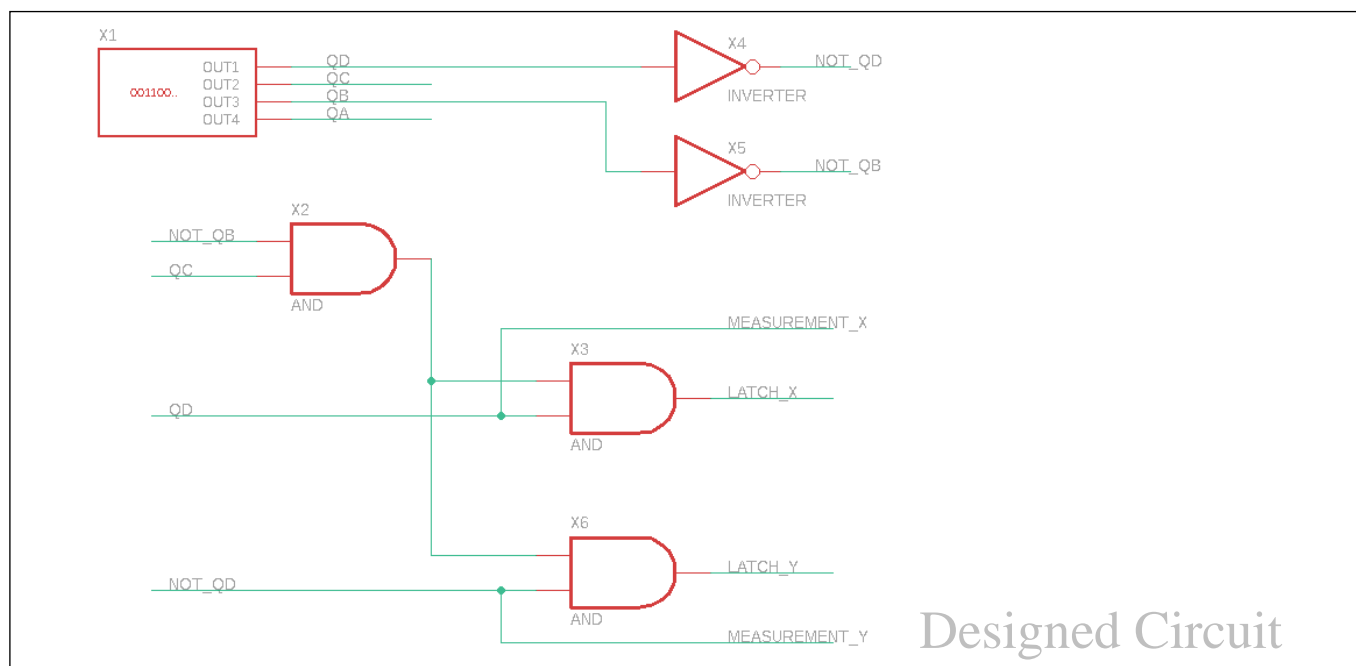 X1
001100..
OUT1
OUT2
OUT3
OUT4
QD
QC
QB
QA
X4
INVERTER
NOT_QD
X5
INVERTER
NOT_QB
X2
NOT_QB
QC
AND
MEASUREMENT_X
X3
QD
LATCH_X
AND
X6
NOT_QD
LATCH_Y
AND
MEASUREMENT_Y
Designed Circuit